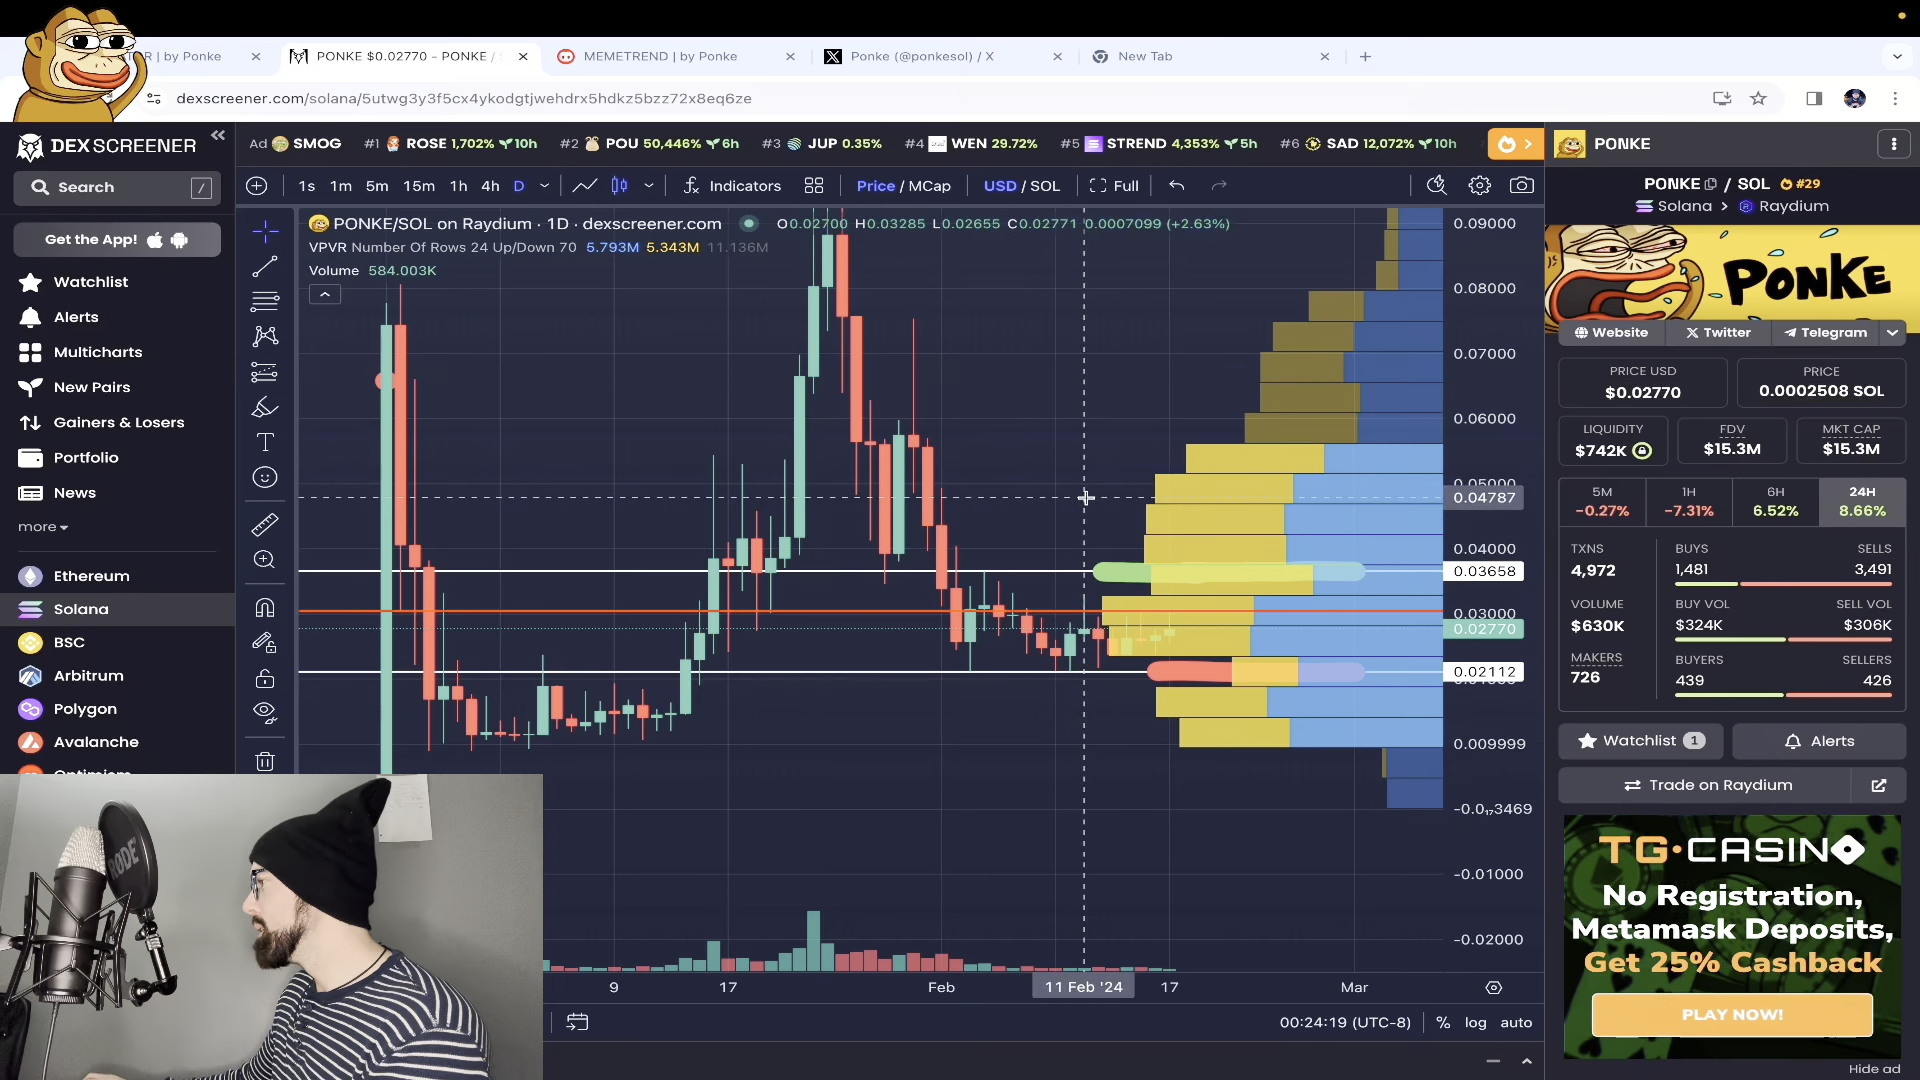 R | by Ponke
PONKE $0.02770 - PONKE /
MEMETREND | by Ponke
Ponke (@ponkesol) / X
New Tab
dexscreener.com/solana/5utwg3y3f5cx4ykodgtjwehdrx5hdkz5bzz72x8eq6ze
DEX SCREENER
Ad SMOG #1 ROSE 1,702% 10h #2 POU 50,446% 6h #3 JUP 0.35% #4 WEN 29.72% #5 STREND 4,353% 5h #6 SAD 12,072% 10h
PONKE
Search /
1s 1m 5m 15m 1h 4h D Indicators Price / MCap USD / SOL Full
PONKE / SOL #29
Solana > Raydium
Get the App!
PONKE/SOL on Raydium · 1D · dexscreener.com O0.02700 H0.03285 L0.02655 C0.02771 0.0007099 (+2.63%)
VPVR Number Of Rows 24 Up/Down 70 5.793M 5.343M 11.136M
Volume 584.003K
Watchlist
Alerts
Multicharts
New Pairs
Gainers & Losers
Portfolio
News
more
Ethereum
Solana
BSC
Arbitrum
Polygon
Avalanche
Optimism
0.09000
0.08000
0.07000
0.06000
0.05000
0.04787
0.04000
0.03658
0.03000
0.02770
0.02112
0.009999
-0.0₁₇3469
-0.01000
-0.02000
9 17 Feb 11 Feb '24 17 Mar
00:24:19 (UTC-8) % log auto
PONKE
Website
Twitter
Telegram
PRICE USD
$0.02770
PRICE
0.0002508 SOL
LIQUIDITY
$742K
FDV
$15.3M
MKT CAP
$15.3M
5M
-0.27%
1H
-7.31%
6H
6.52%
24H
8.66%
TXNS
4,972
BUYS
1,481
SELLS
3,491
VOLUME
$630K
BUY VOL
$324K
SELL VOL
$306K
MAKERS
726
BUYERS
439
SELLERS
426
Watchlist 1
Alerts
Trade on Raydium
TG.CASINO
No Registration,
Metamask Deposits,
Get 25% Cashback
PLAY NOW!
Hide ad
RODE